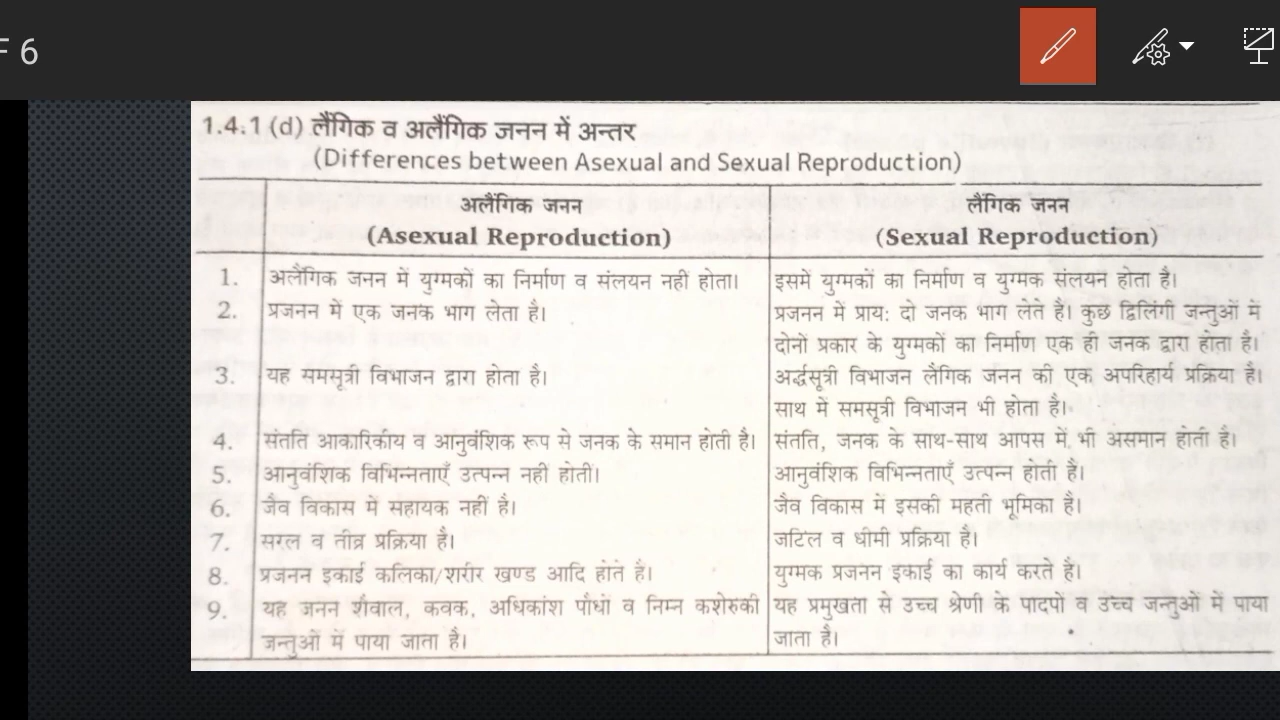 F 6
1.4.1 (d) लैंगिक व अलैंगिक जनन में अन्तर
(Differences between Asexual and Sexual Reproduction)
अलैंगिक जनन
(Asexual Reproduction)
लैंगिक जनन
(Sexual Reproduction)
1. अलैंगिक जनन में युग्मकों का निर्माण व संलयन नहीं होता। इसमें युग्मकों का निर्माण व युग्मक संलयन होता है।
2. प्रजनन में एक जनक भाग लेता है। प्रजनन में प्राय: दो जनक भाग लेते हैं। कुछ द्विलिंगी जन्तुओं में
दोनों प्रकार के युग्मकों का निर्माण एक ही जनक द्वारा होता है।
3. यह समसूत्री विभाजन द्वारा होता है। अर्द्धसूत्री विभाजन लैंगिक जनन की एक अपरिहार्य प्रक्रिया है।
साथ में समसूत्री विभाजन भी होता है।
4. संतति आकारिकीय व आनुवंशिक रूप से जनक के समान होती है। संतति, जनक के साथ-साथ आपस में भी असमान होती है।
5. आनुवंशिक विभिन्नताएँ उत्पन्न नहीं होतीं। आनुवंशिक विभिन्नताएँ उत्पन्न होती हैं।
6. जैव विकास में सहायक नहीं है। जैव विकास में इसकी महती भूमिका है।
7. सरल व तीव्र प्रक्रिया है। जटिल व धीमी प्रक्रिया है।
8. प्रजनन इकाई कलिका/शरीर खण्ड आदि होते है। युग्मक प्रजनन इकाई का कार्य करते है।
9. यह जनन शैवाल, कवक, अधिकांश पौधों व निम्न कशेरुकी यह प्रमुखता से उच्च श्रेणी के पादपों व उच्च जन्तुओं में पाया
जन्तुओं में पाया जाता है। जाता है।